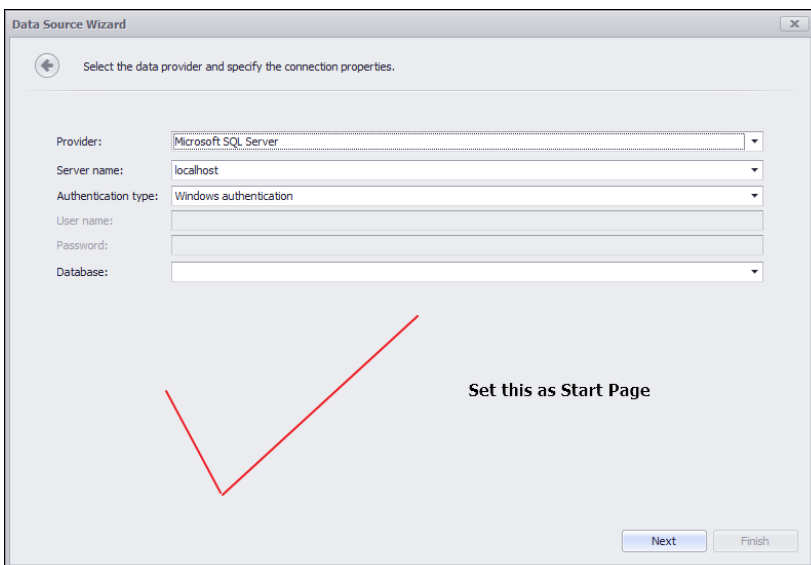 Data Source Wizard
Select the data provider and specify the connection properties.
Provider: Microsoft SQL Server
Server name: localhost
Authentication type: Windows authentication
User name:
Password:
Database:
Set this as Start Page
Next Finish